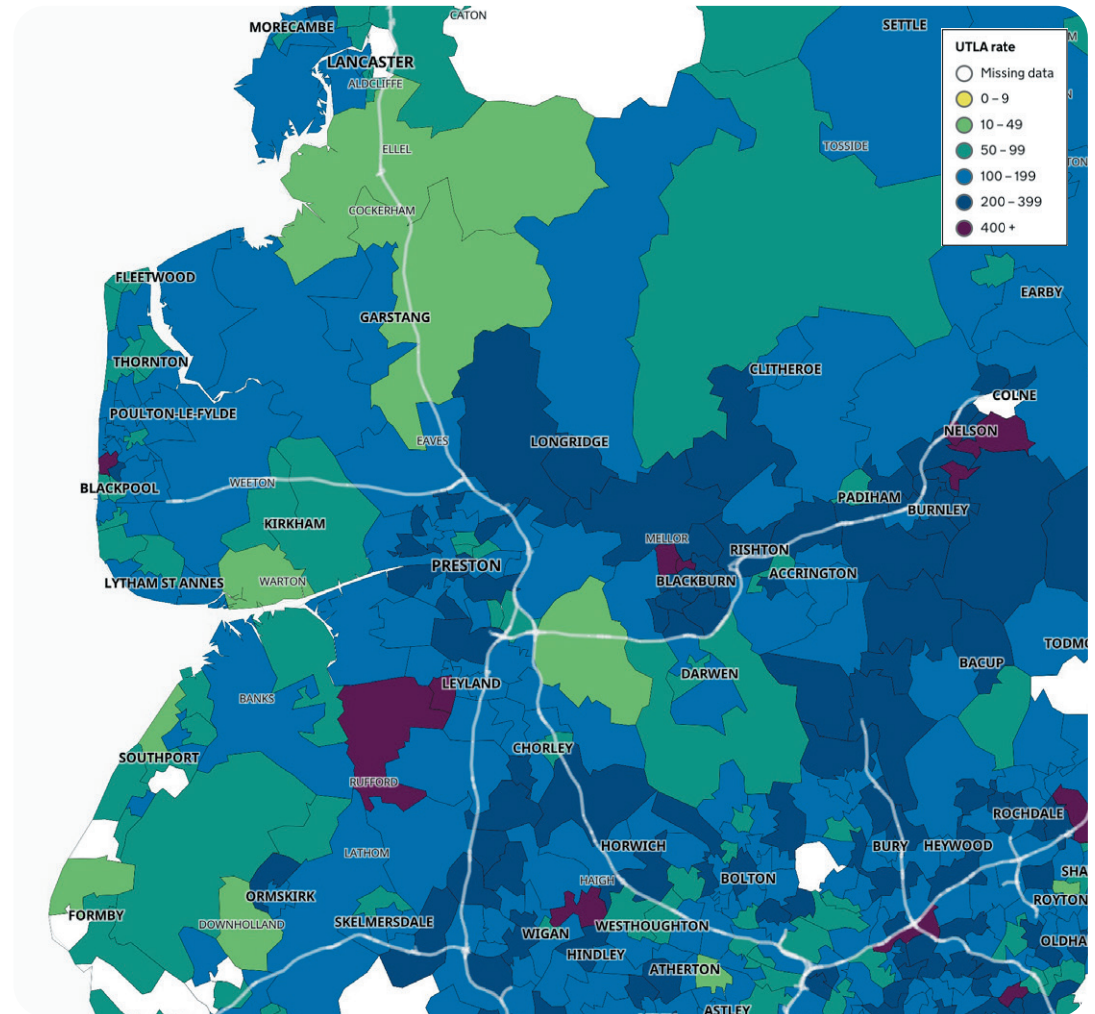 CATON
MORECAMBE
SETTLE
LANCASTER
ALDCLIFFE
UTLA rate
Missing data
0 – 9
10 – 49
50 – 99
100 – 199
200 – 399
400 +
ELLEL
TOSSIDE
COCKERHAM
FLEETWOOD
EARBY
GARSTANG
THORNTON
CLITHEROE
COLNE
POULTON-LE-FYLDE
NELSON
EAVES
LONGRIDGE
WEETON
BLACKPOOL
PADIHAM
BURNLEY
KIRKHAM
MELLOR
RISHTON
PRESTON
ACCRINGTON
LYTHAM ST ANNES
WARTON
BLACKBURN
TODMO
BACUP
DARWEN
LEYLAND
BANKS
CHORLEY
SOUTHPORT
RUFFORD
ROCHDALE
HORWICH
BURY
HEYWOOD
LATHOM
SHA
HAIGH
BOLTON
ORMSKIRK
ROYTON
FORMBY
DOWNHOLLAND
SKELMERSDALE
WESTHOUGHTON
WIGAN
OLDHA
HINDLEY
ATHERTON
ASTLEY